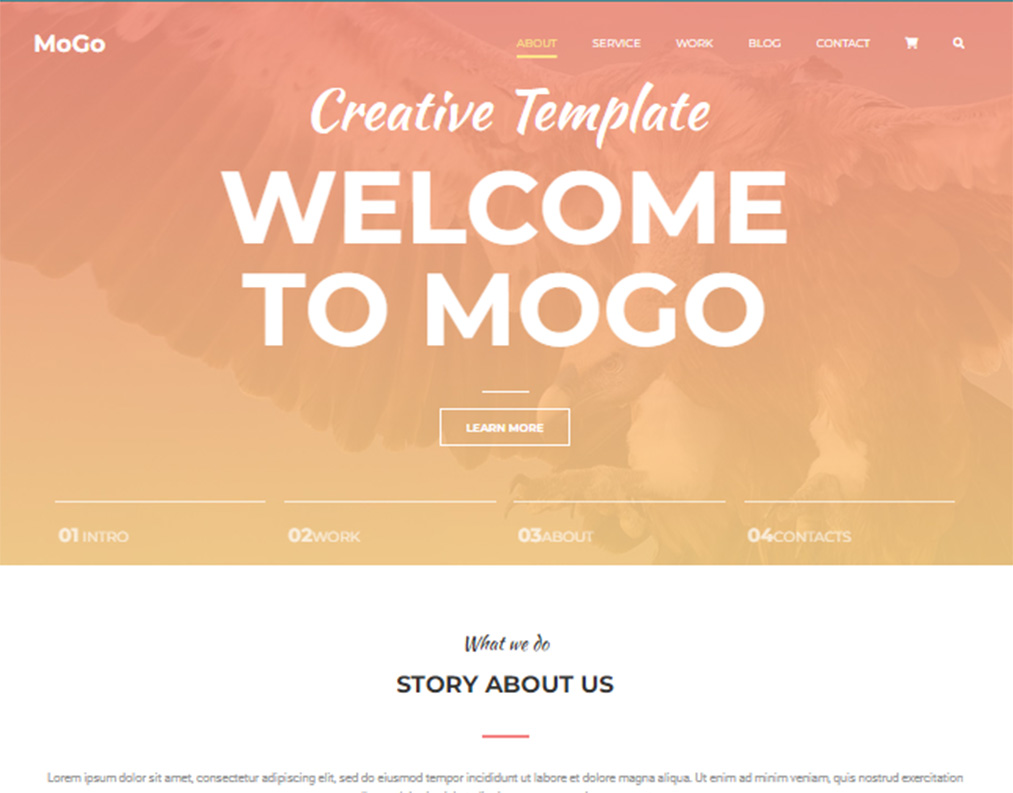 MoGo
ABOUT SERVICE WORK BLOG CONTACT
Creative Template
WELCOME
TO MOGO
LEARN MORE
01 INTRO 02WORK 03ABOUT 04CONTACTS
What we do
STORY ABOUT US
Lorem ipsum dolor sit amet, consectetur adipiscing elit, sed do eiusmod tempor incididunt ut labore et dolore magna aliqua. Ut enim ad minim veniam, quis nostrud exercitation